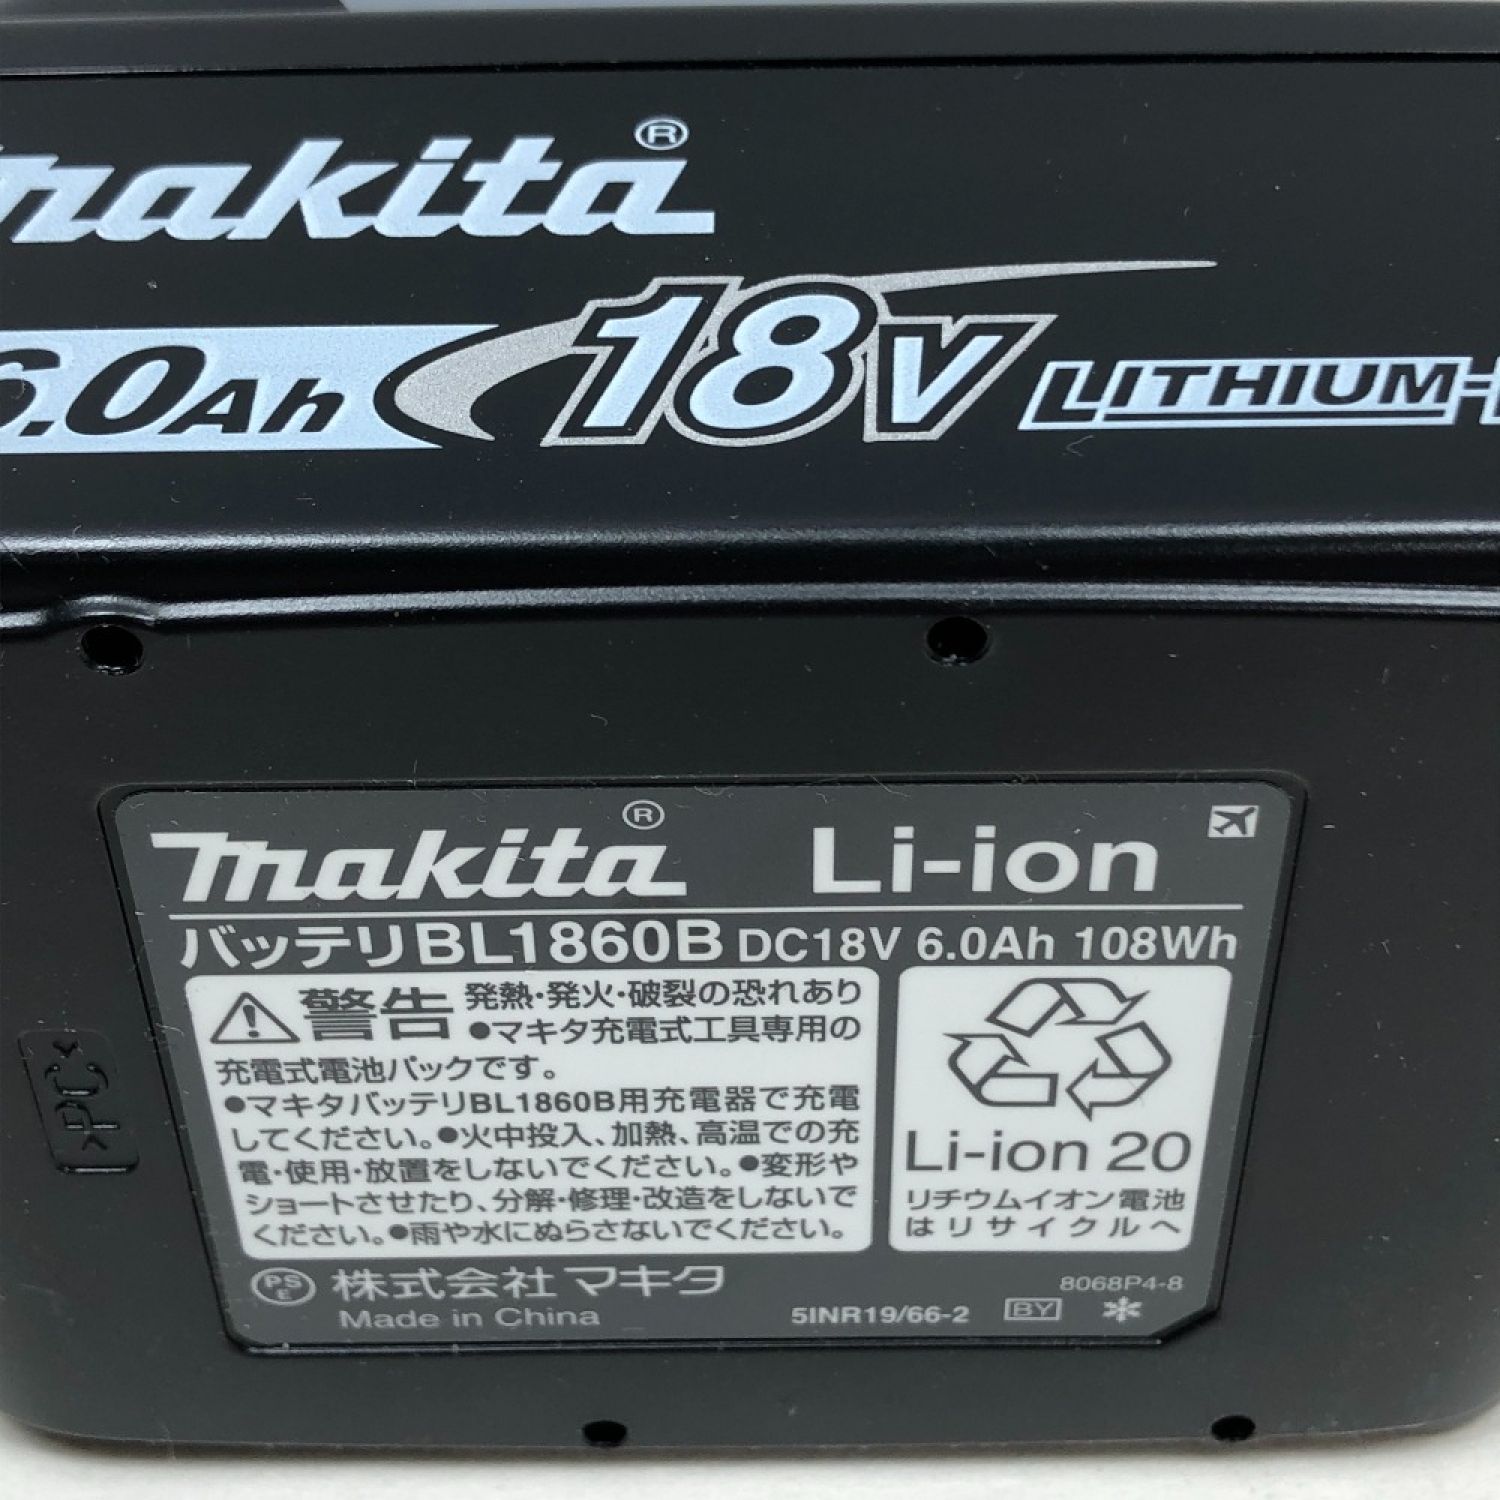 makita®
6.0Ah 18V LITHIUM-
makita® Li-ion
バッテリBL1860B DC18V 6.0Ah 108Wh
警告 発熱・発火・破裂の恐れあり
●マキタ充電式工具専用の
充電式電池パックです。
●マキタバッテリBL1860B用充電器で充電
してください。●火中投入、加熱、高温での充
電・使用・放置をしないでください。●変形や
ショートさせたり、分解・修理・改造をしないで
ください。●雨や水にぬらさないでください。
Li-ion 20
リチウムイオン電池
はリサイクルへ
>PC<
PSE 株式会社マキタ
8068P4-8
Made in China
5INR19/66-2 BY